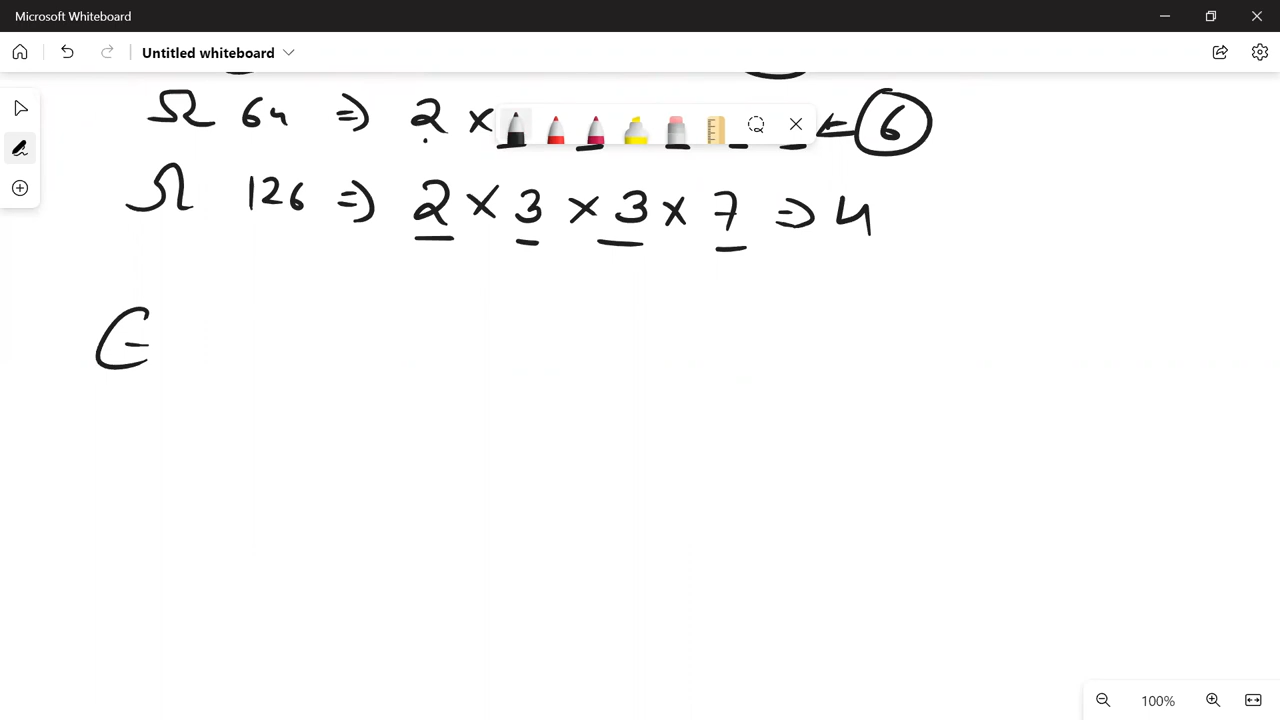 Microsoft Whiteboard
Untitled whiteboard
Ω 64 ⇒ 2 × ← 6
Ω 126 ⇒ 2 × 3 × 3 × 7 ⇒ 4
E
100%